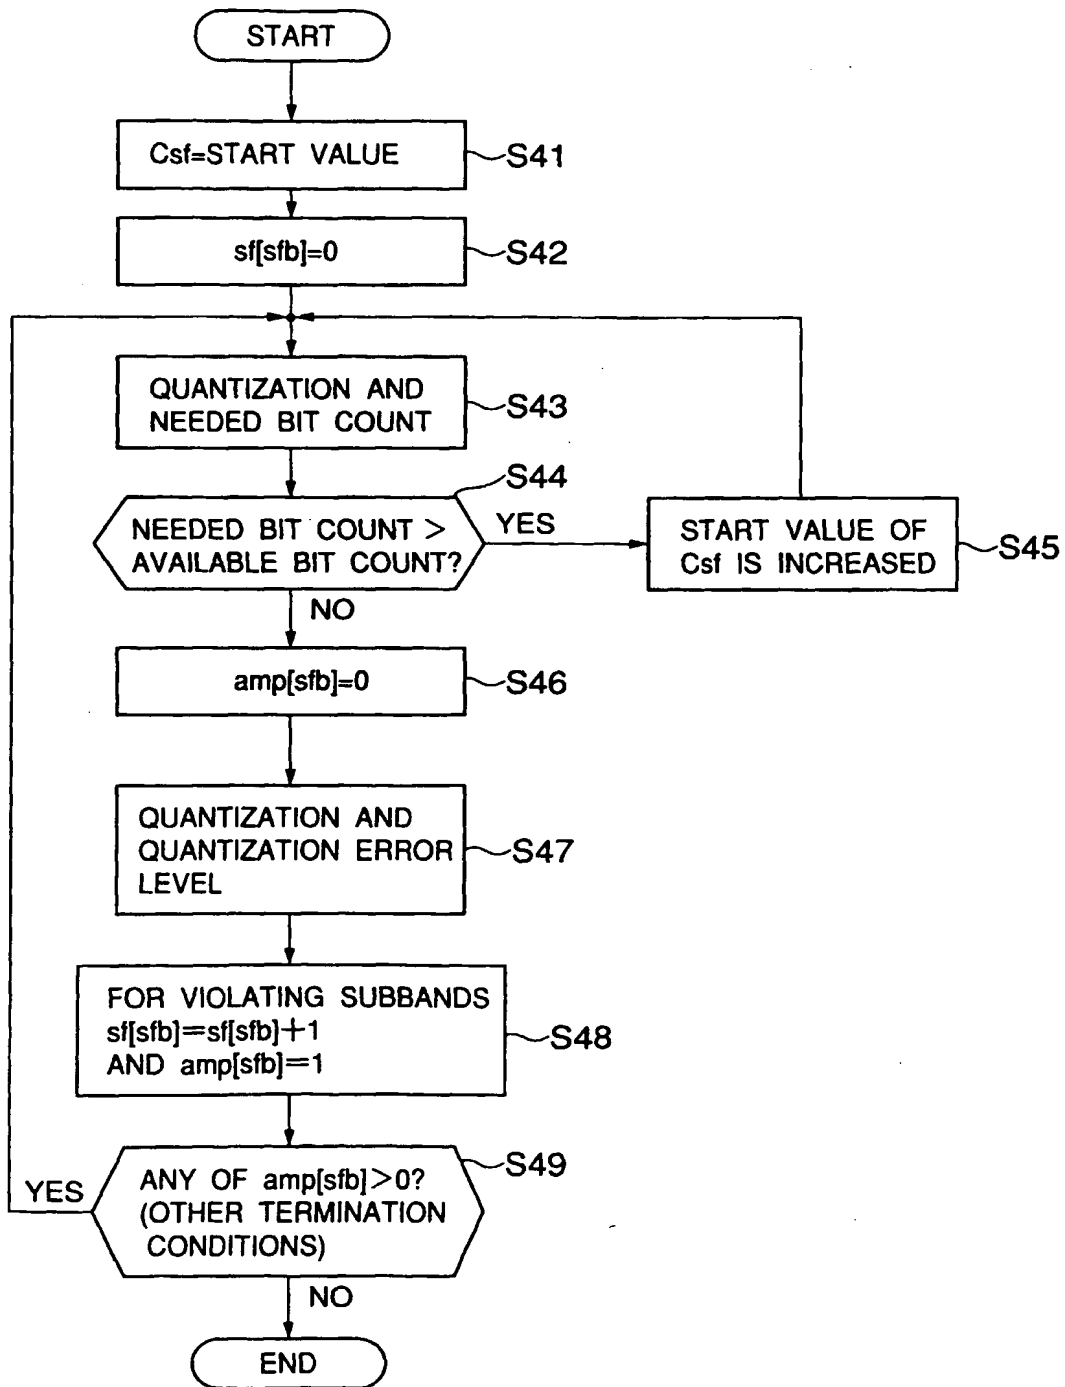 START
Csf=START VALUE
S41
sf[sfb]=0
S42
QUANTIZATION AND
NEEDED BIT COUNT
S43
S44
NEEDED BIT COUNT >
AVAILABLE BIT COUNT?
YES
START VALUE OF
Csf IS INCREASED
S45
NO
amp[sfb]=0
S46
QUANTIZATION AND
QUANTIZATION ERROR
LEVEL
S47
FOR VIOLATING SUBBANDS
sf[sfb]=sf[sfb]+1
AND amp[sfb]=1
S48
S49
YES
ANY OF amp[sfb]>0?
(OTHER TERMINATION
CONDITIONS)
NO
END